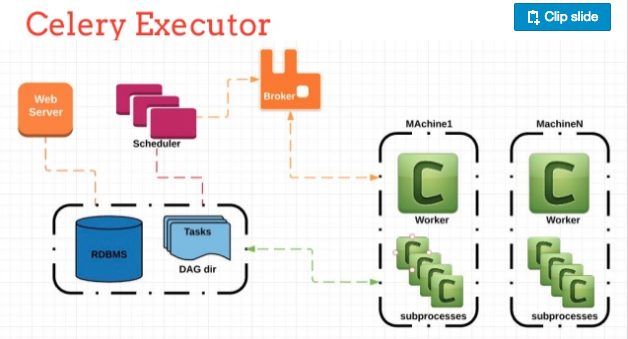 Celery Executor
Clip slide
Web
Server
Broker
Scheduler
MAchine1
MachineN
Worker
Worker
Tasks
RDBMS
DAG dir
subprocesses
subprocesses